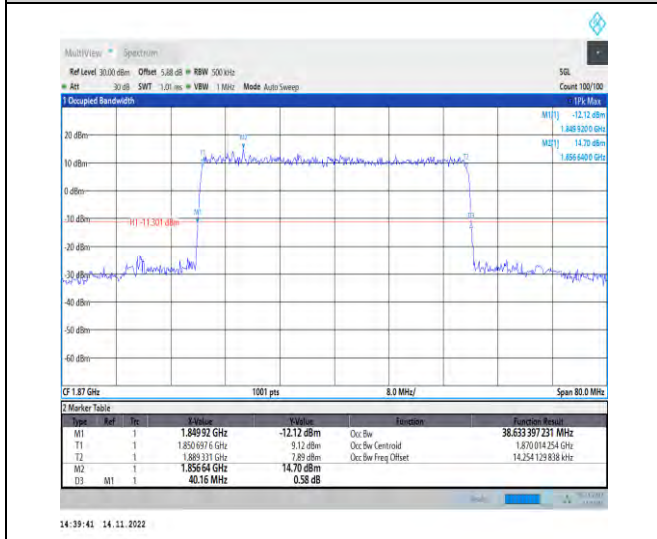 MultiView Spectrum
Ref Level 30.00 dBm Offset 5.88 dB RBW 500 kHz SGL
Att 30 dB SWT 1.01 ms VBW 1 MHz Mode Auto Sweep Count 100/100
1 Occupied Bandwidth 1Pk Max
M1[1] -12.12 dBm
1.849 920 0 GHz
M2[1] 14.70 dBm
1.856 640 0 GHz
20 dBm
M2
T1 T2
10 dBm
0 dBm
-10 dBm
M1 D3
H1 -11.301 dBm
-20 dBm
-30 dBm
-40 dBm
-50 dBm
-60 dBm
CF 1.87 GHz 1001 pts 8.0 MHz/ Span 80.0 MHz
2 Marker Table
Type Ref Trc X-Value Y-Value Function Function Result
M1 1 1.849 92 GHz -12.12 dBm Occ Bw 38.633 397 231 MHz
T1 1 1.850 697 6 GHz 9.12 dBm Occ Bw Centroid 1.870 014 254 GHz
T2 1 1.889 331 GHz 7.89 dBm Occ Bw Freq Offset 14.254 129 838 kHz
M2 1 1.856 64 GHz 14.70 dBm
D3 M1 1 40.16 MHz 0.58 dB
14:39:41 14.11.2022